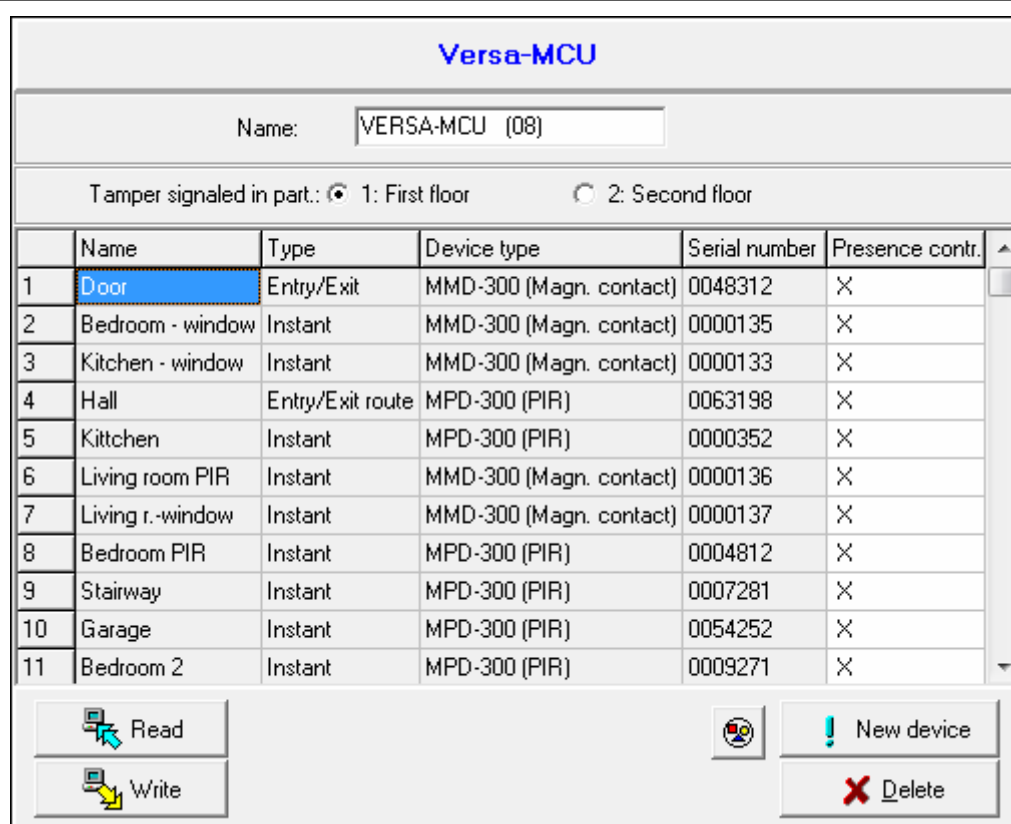 Versa-MCU
Name: VERSA-MCU (08)
Tamper signaled in part.: 1: First floor 2: Second floor
Name Type Device type Serial number Presence contr.
1 Door Entry/Exit MMD-300 (Magn. contact) 0048312 X
2 Bedroom - window Instant MMD-300 (Magn. contact) 0000135 X
3 Kitchen - window Instant MMD-300 (Magn. contact) 0000133 X
4 Hall Entry/Exit route MPD-300 (PIR) 0063198 X
5 Kittchen Instant MPD-300 (PIR) 0000352 X
6 Living room PIR Instant MMD-300 (Magn. contact) 0000136 X
7 Living r.-window Instant MMD-300 (Magn. contact) 0000137 X
8 Bedroom PIR Instant MPD-300 (PIR) 0004812 X
9 Stairway Instant MPD-300 (PIR) 0007281 X
10 Garage Instant MPD-300 (PIR) 0054252 X
11 Bedroom 2 Instant MPD-300 (PIR) 0009271 X
Read New device
Write Delete